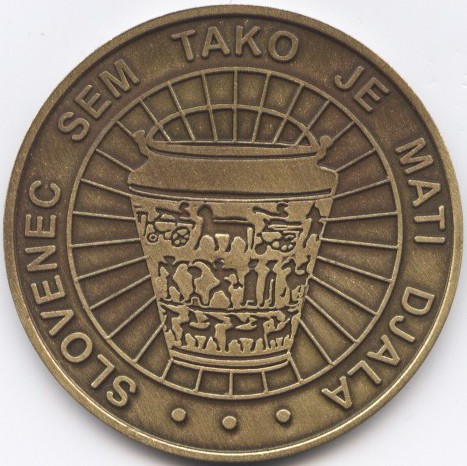 SLOVENEC SEM TAKO JE MATI DJALA